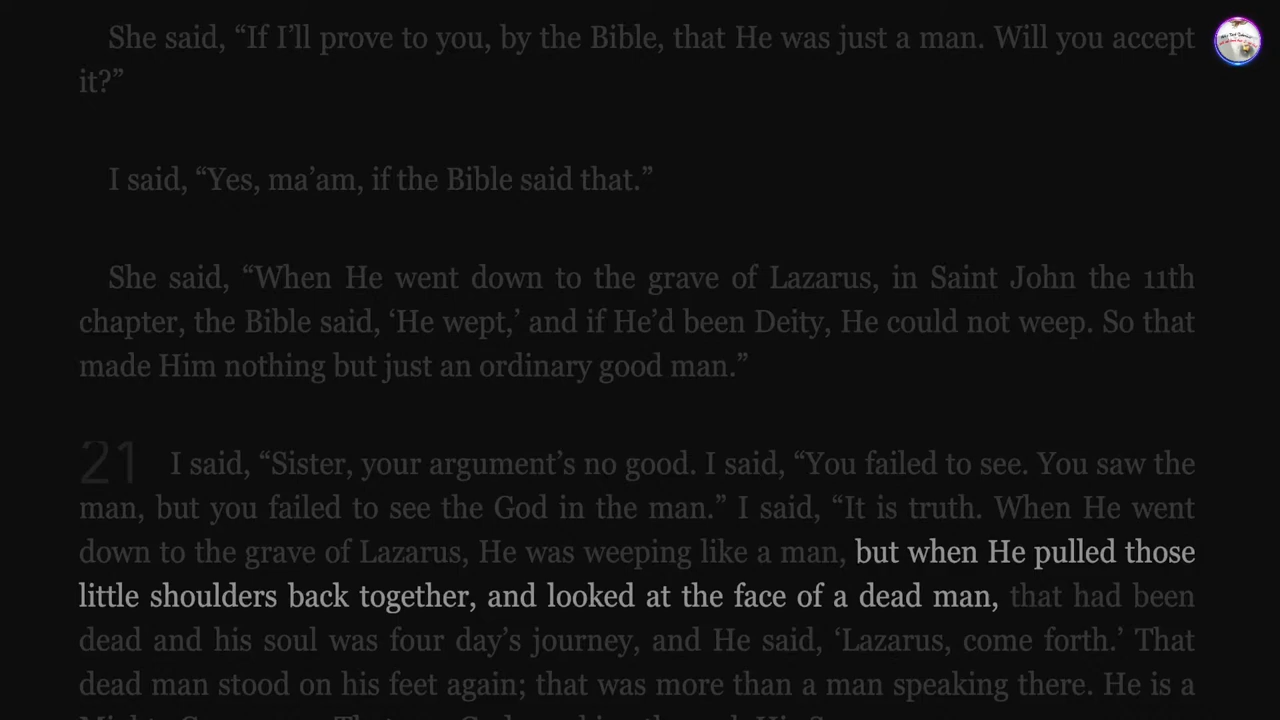 She said, “If I’ll prove to you, by the Bible, that He was just a man. Will you accept
it?”
I said, “Yes, ma’am, if the Bible said that.”
She said, “When He went down to the grave of Lazarus, in Saint John the 11th
chapter, the Bible said, ‘He wept,’ and if He’d been Deity, He could not weep. So that
made Him nothing but just an ordinary good man.”
21 I said, “Sister, your argument’s no good. I said, “You failed to see. You saw the
man, but you failed to see the God in the man.” I said, “It is truth. When He went
down to the grave of Lazarus, He was weeping like a man, but when He pulled those
little shoulders back together, and looked at the face of a dead man, that had been
dead and his soul was four day’s journey, and He said, ‘Lazarus, come forth.’ That
dead man stood on his feet again; that was more than a man speaking there. He is a